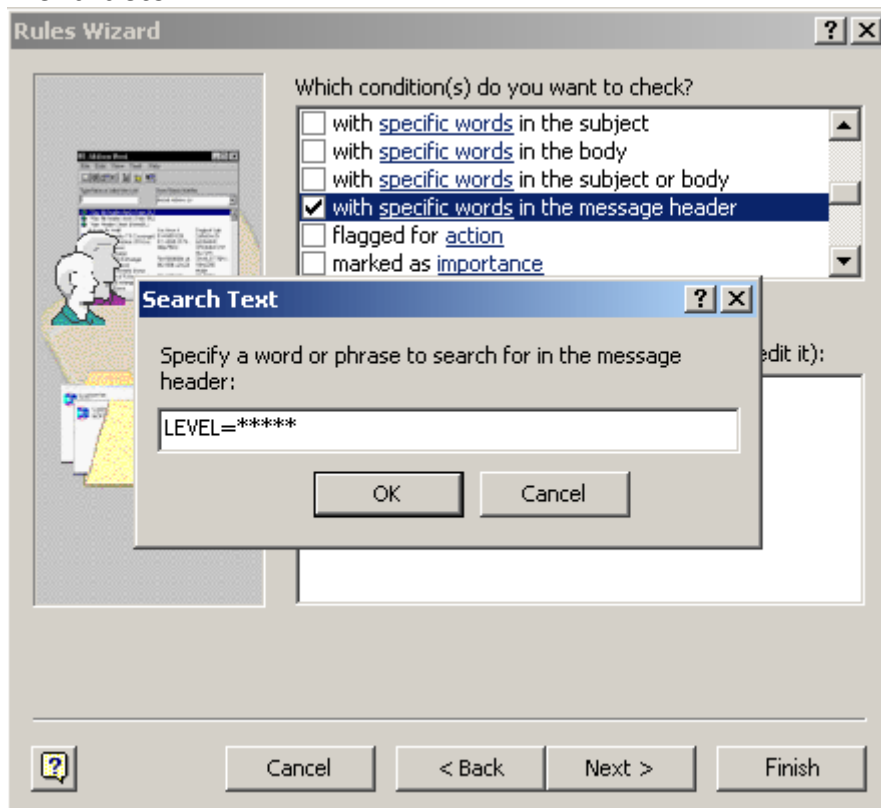 Rules Wizard
Which condition(s) do you want to check?
with specific words in the subject
with specific words in the body
with specific words in the subject or body
with specific words in the message header
flagged for action
marked as importance
Search Text
Specify a word or phrase to search for in the message
header:
edit it):
LEVEL=*****
OK Cancel
Cancel < Back Next > Finish